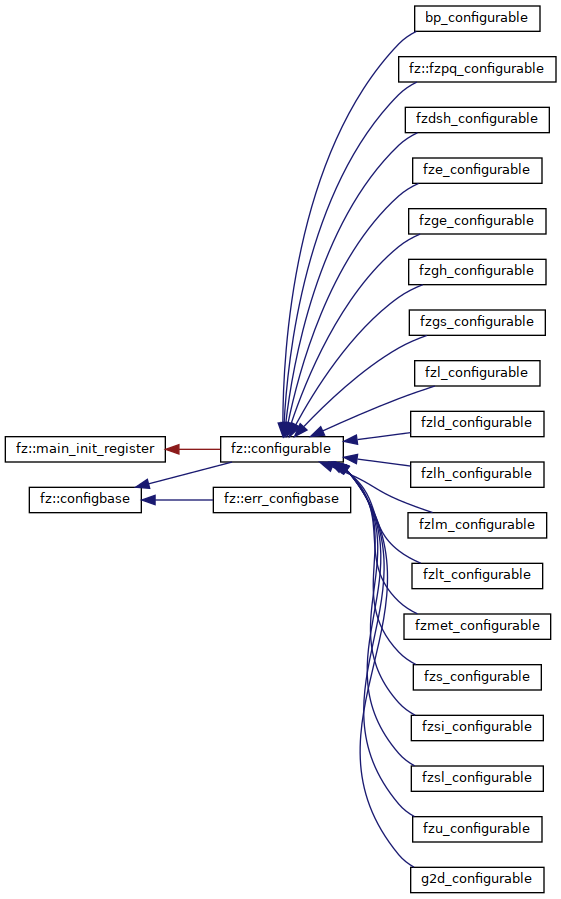 bp_configurable
fz::fzpq_configurable
fzdsh_configurable
fze_configurable
fzge_configurable
fzgh_configurable
fzgs_configurable
fzl_configurable
fzld_configurable
fz::main_init_register
fz::configurable
fzlh_configurable
fz::configbase
fz::err_configbase
fzlm_configurable
fzlt_configurable
fzmet_configurable
fzs_configurable
fzsi_configurable
fzsl_configurable
fzu_configurable
g2d_configurable